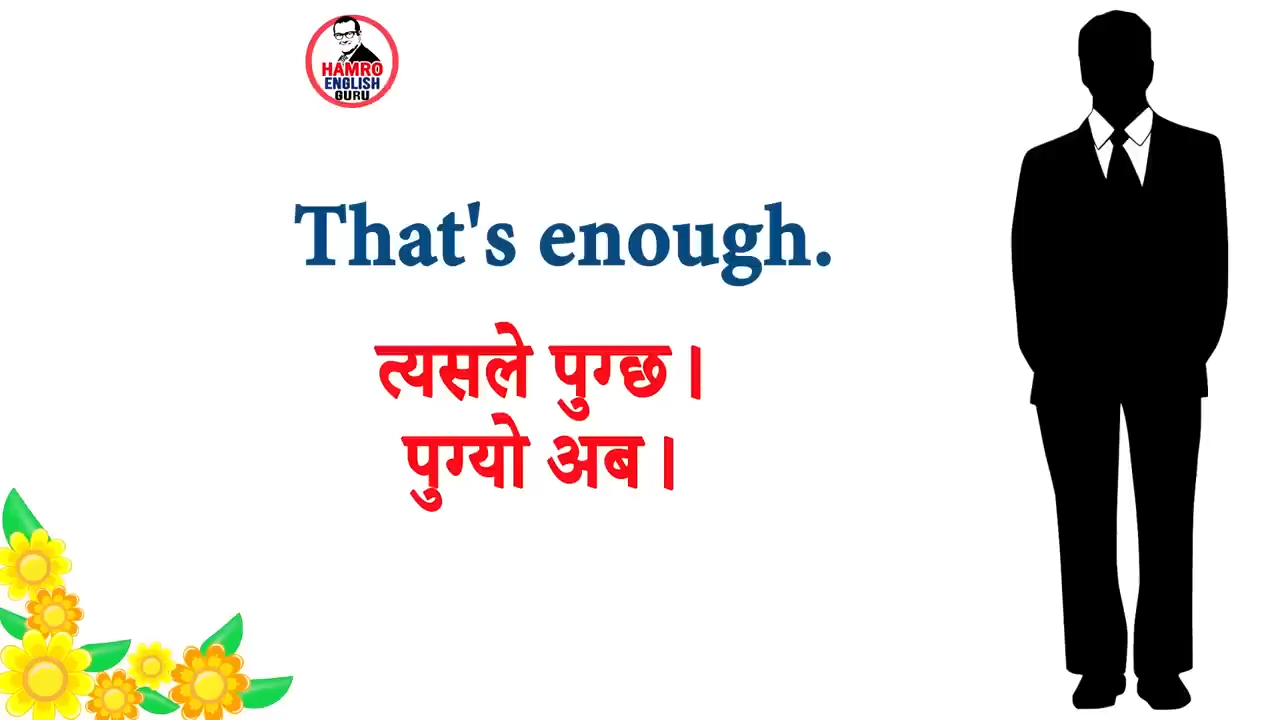 HAMRO
ENGLISH
GURU
That's enough.
त्यसले पुग्छ।
पुग्यो अब।